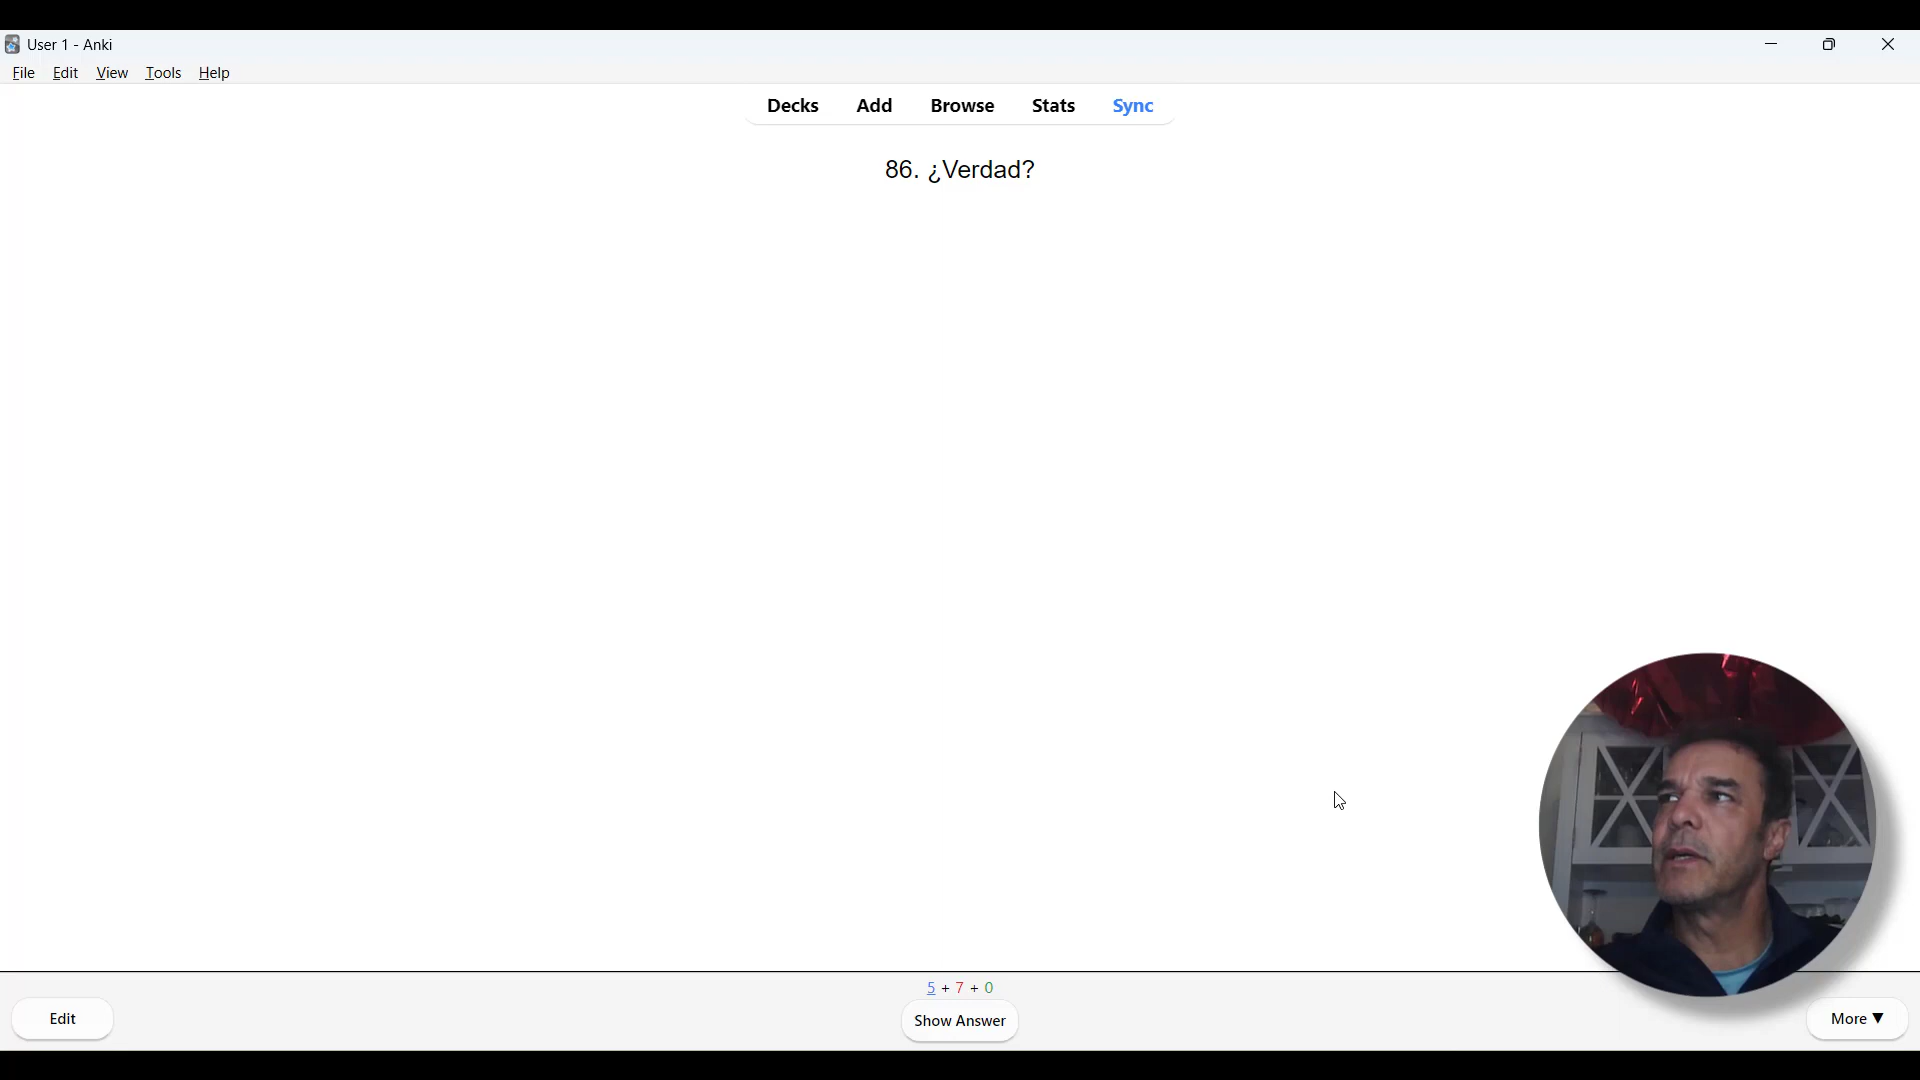 User 1 - Anki
File Edit View Tools Help
Decks Add Browse Stats Sync
86. ¿Verdad?
5 + 7 + 0
Edit Show Answer More ▼